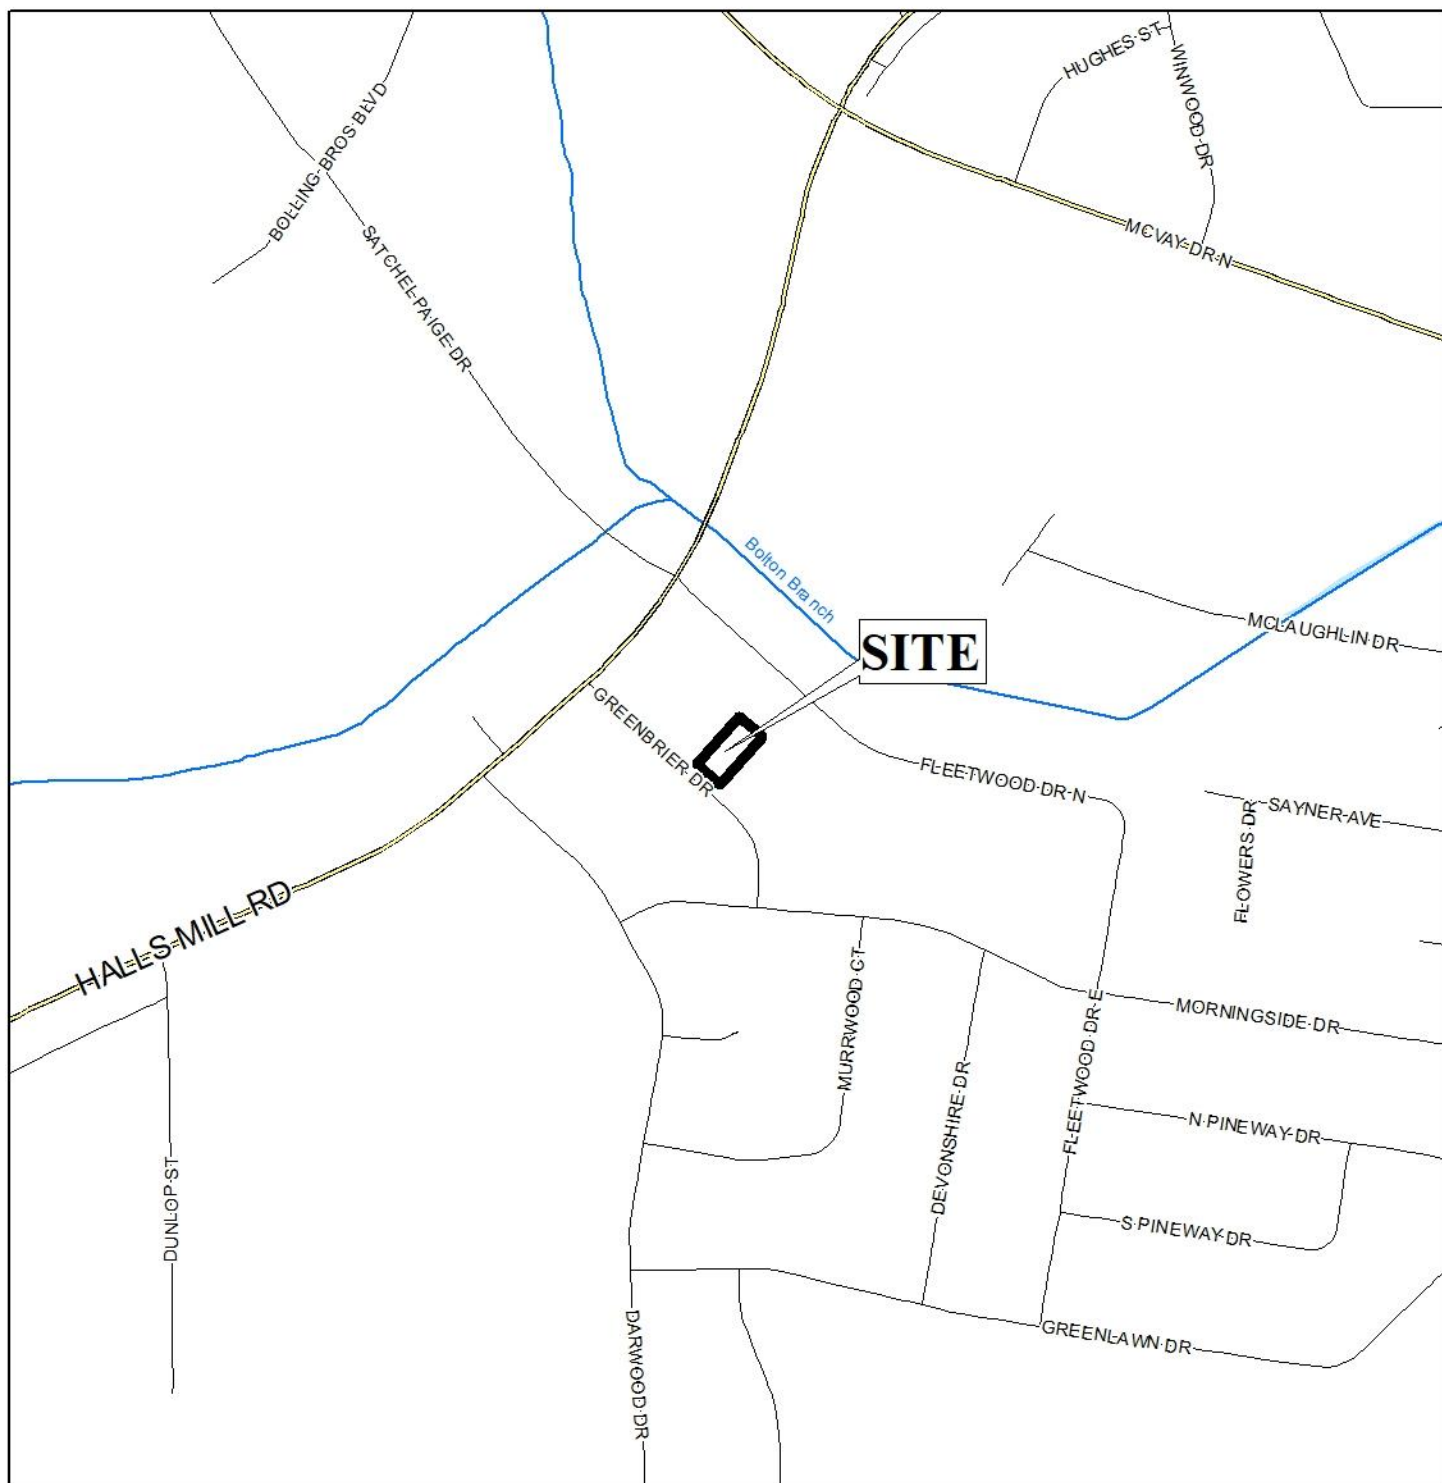 HUGHES ST
WINWOOD DR
BOLLING BROS BLVD
SATCHEL PAIGE DR
MCVAY DR N
Bolton Branch
MCLAUGHLIN DR
SITE
GREENBRIER DR
FLEETWOOD DR N
SAYNER AVE
FLOWERS DR
HALLS MILL RD
MURRWOOD CT
MORNINGSIDE DR
FLEETWOOD DR E
DEVONSHIRE DR
N PINEWAY DR
DUNLOP ST
S PINEWAY DR
DARWOOD DR
GREENLAWN DR